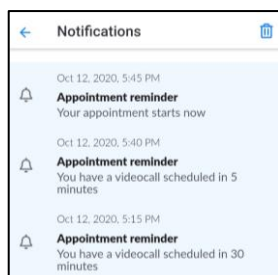 Notifications
Oct 12, 2020, 5:45 PM
Appointment reminder
Your appointment starts now
Oct 12, 2020, 5:40 PM
Appointment reminder
You have a videocall scheduled in 5
minutes
Oct 12, 2020, 5:15 PM
Appointment reminder
You have a videocall scheduled in 30
minutes